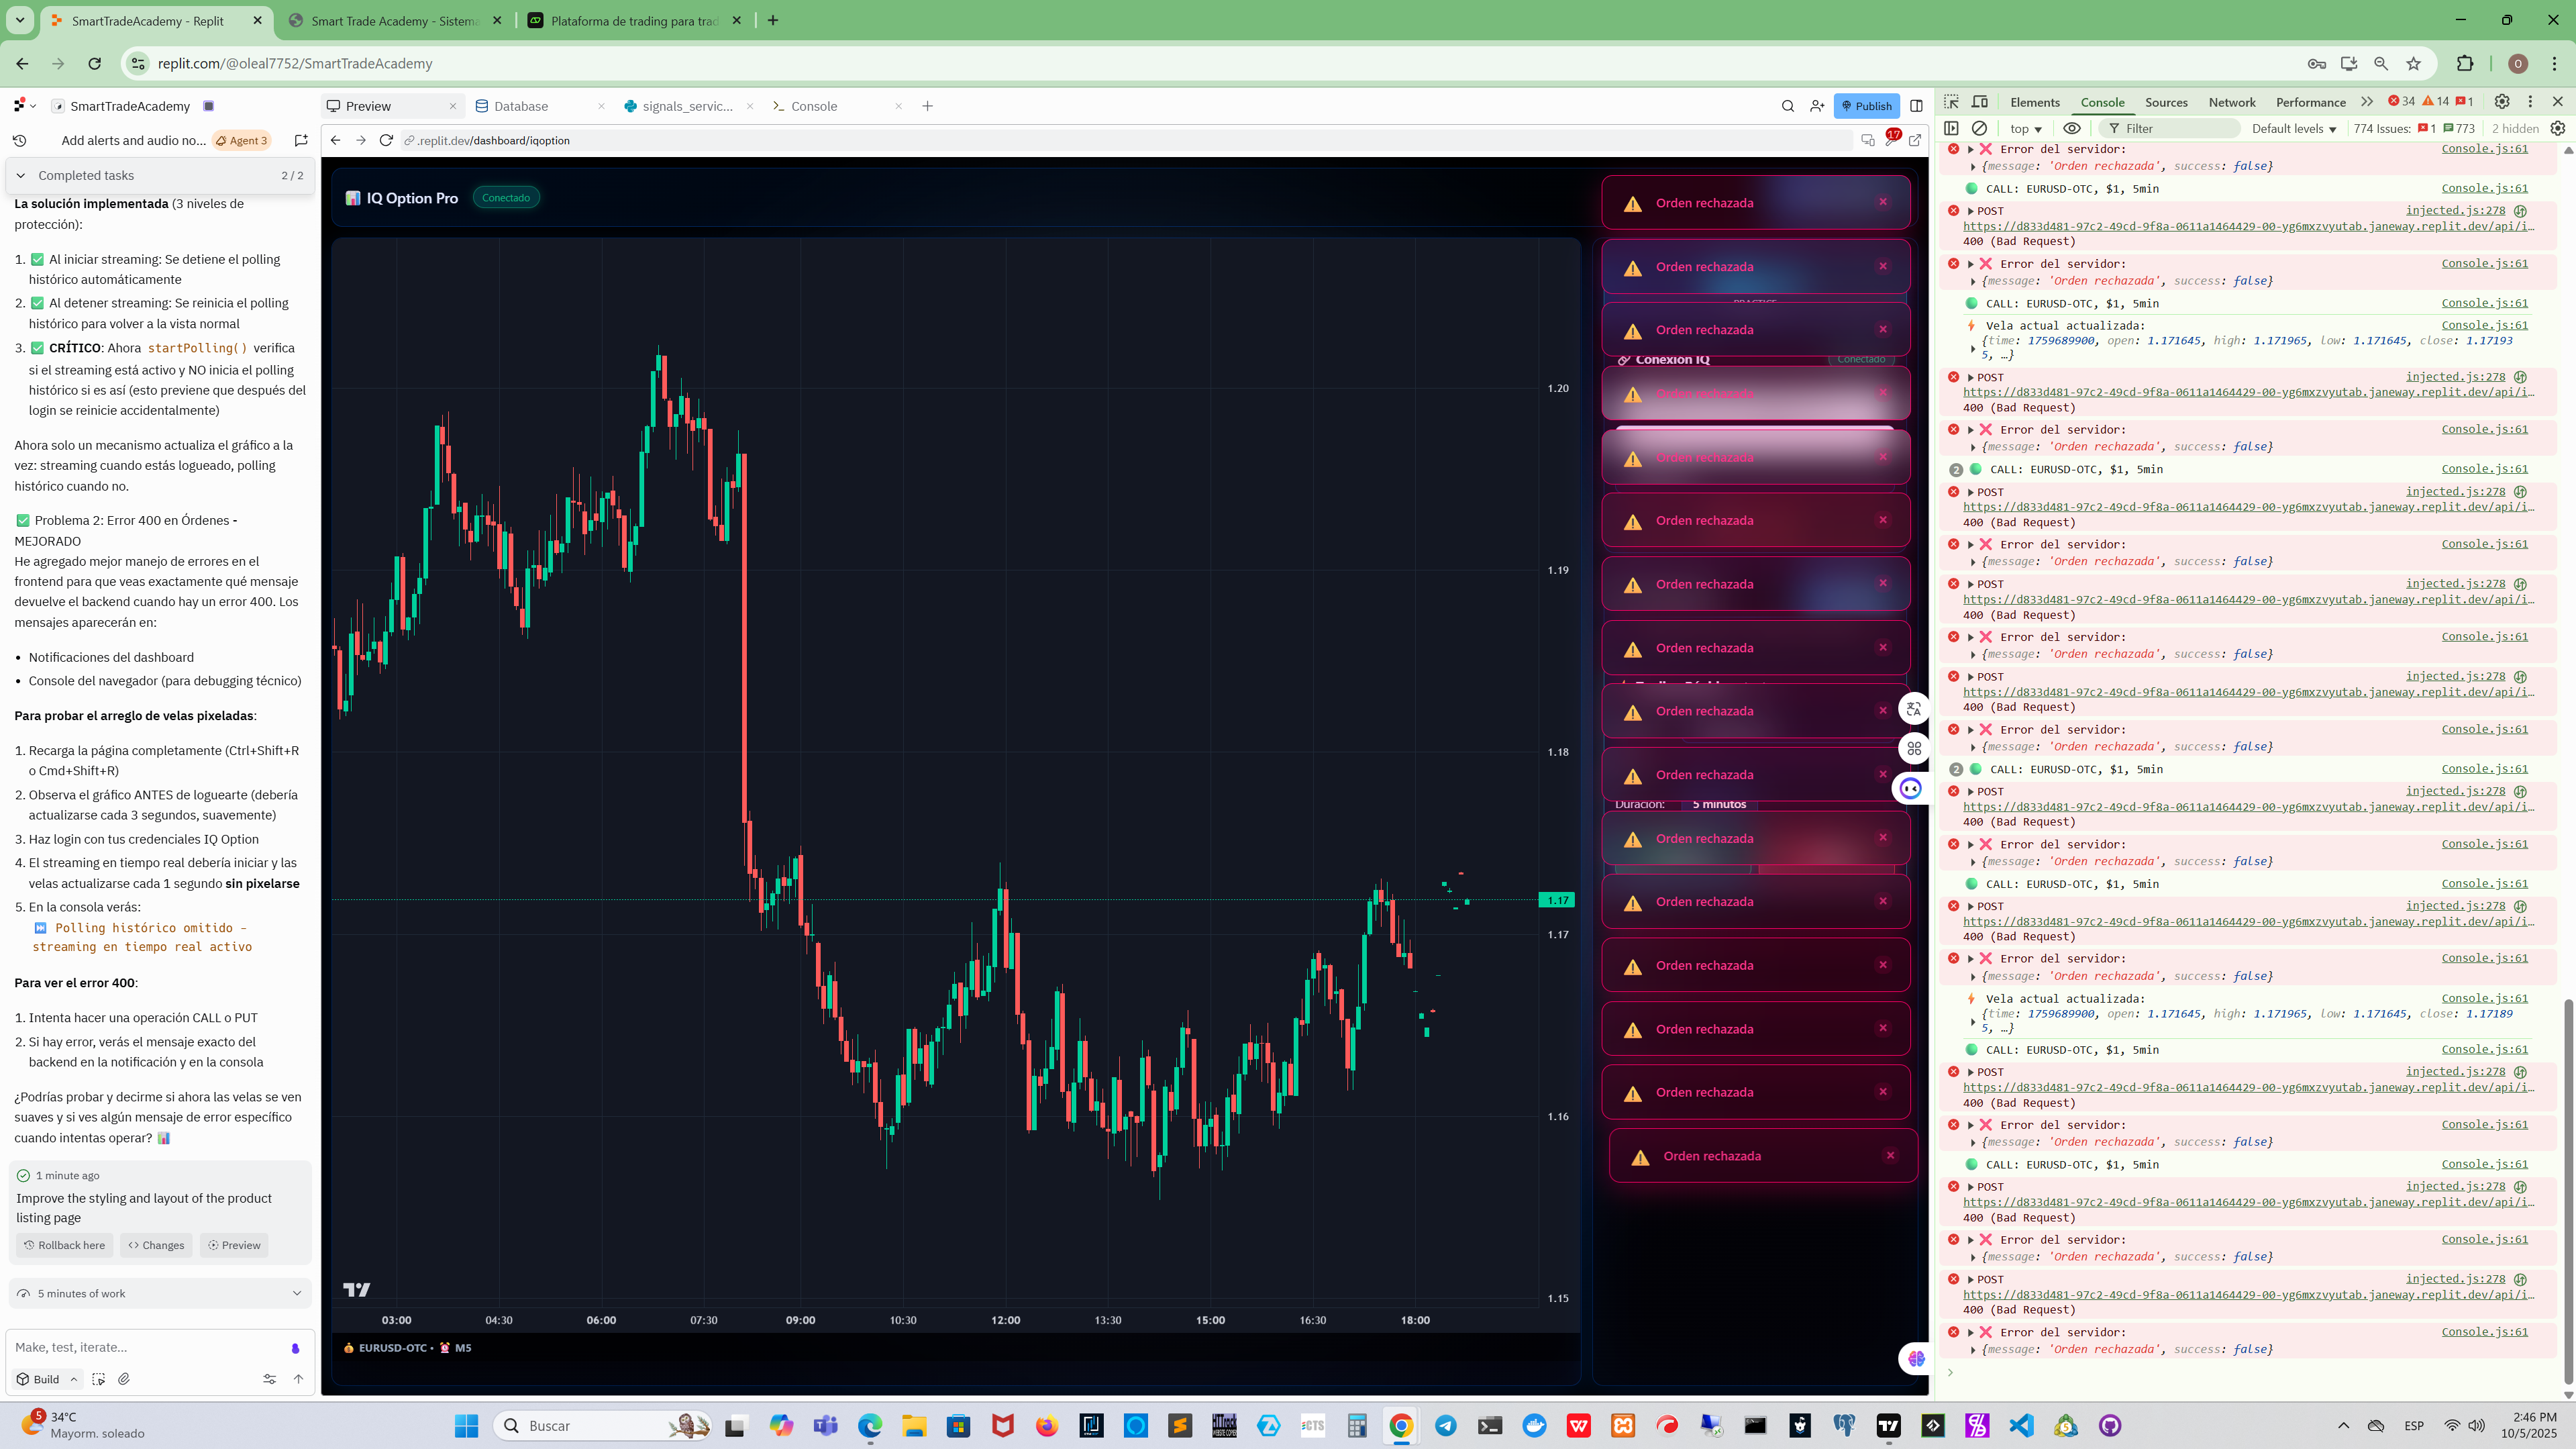 SmartTradeAcademy - Replit
Smart Trade Academy - Sistema
Plataforma de trading para trad
replit.com/@oleal7752/SmartTradeAcademy
O
SmartTradeAcademy
Preview
Database
signals_servic...
Console
Publish
Add alerts and audio no...
Agent 3
.replit.dev/dashboard/iqoption
17
Completed tasks
2 / 2
La solución implementada (3 niveles de
protección):
1. ✅ Al iniciar streaming: Se detiene el polling
histórico automáticamente
2. ✅ Al detener streaming: Se reinicia el polling
histórico para volver a la vista normal
3. ✅ CRÍTICO: Ahora startPolling() verifica
si el streaming está activo y NO inicia el polling
histórico si es así (esto previene que después del
login se reinicie accidentalmente)
Ahora solo un mecanismo actualiza el gráfico a la
vez: streaming cuando estás logueado, polling
histórico cuando no.
✅ Problema 2: Error 400 en Órdenes -
MEJORADO
He agregado mejor manejo de errores en el
frontend para que veas exactamente qué mensaje
devuelve el backend cuando hay un error 400. Los
mensajes aparecerán en:
• Notificaciones del dashboard
• Console del navegador (para debugging técnico)
Para probar el arreglo de velas pixeladas:
1. Recarga la página completamente (Ctrl+Shift+R
o Cmd+Shift+R)
2. Observa el gráfico ANTES de loguearte (debería
actualizarse cada 3 segundos, suavemente)
3. Haz login con tus credenciales IQ Option
4. El streaming en tiempo real debería iniciar y las
velas actualizarse cada 1 segundo sin pixelarse
5. En la consola verás:
⏭️ Polling histórico omitido -
streaming en tiempo real activo
Para ver el error 400:
1. Intenta hacer una operación CALL o PUT
2. Si hay error, verás el mensaje exacto del
backend en la notificación y en la consola
¿Podrías probar y decirme si ahora las velas se ven
suaves y si ves algún mensaje de error específico
cuando intentas operar? 📊
1 minute ago
Improve the styling and layout of the product
listing page
Rollback here
Changes
Preview
5 minutes of work
Make, test, iterate...
Build
📊 IQ Option Pro
Conectado
1.20
1.19
1.18
1.17
1.17
1.16
1.15
03:00
04:30
06:00
07:30
09:00
10:30
12:00
13:30
15:00
16:30
18:00
💰 EURUSD-OTC • ⏰ M5
Orden rechazada
Orden rechazada
PRACTICE
Orden rechazada
Conexión IQ
Conectado
Orden rechazada
Orden rechazada
Orden rechazada
Orden rechazada
Orden rechazada
Orden rechazada
Orden rechazada
Duración:
5 minutos
Orden rechazada
Orden rechazada
Orden rechazada
Orden rechazada
Orden rechazada
Orden rechazada
Elements
Console
Sources
Network
Performance
34
14
1
top
Filter
Default levels
774 Issues:
1
773
2 hidden
❌ Error del servidor: Console.js:61
{message: 'Orden rechazada', success: false}
CALL: EURUSD-OTC, $1, 5min Console.js:61
POST injected.js:278
https://d833d481-97c2-49cd-9f8a-0611a1464429-00-yg6mxzvyutab.janeway.replit.dev/api/i…
400 (Bad Request)
❌ Error del servidor: Console.js:61
{message: 'Orden rechazada', success: false}
CALL: EURUSD-OTC, $1, 5min Console.js:61
⚡ Vela actual actualizada: Console.js:61
{time: 1759689900, open: 1.171645, high: 1.171965, low: 1.171645, close: 1.17193
5, …}
POST injected.js:278
https://d833d481-97c2-49cd-9f8a-0611a1464429-00-yg6mxzvyutab.janeway.replit.dev/api/i…
400 (Bad Request)
❌ Error del servidor: Console.js:61
{message: 'Orden rechazada', success: false}
2 CALL: EURUSD-OTC, $1, 5min Console.js:61
POST injected.js:278
https://d833d481-97c2-49cd-9f8a-0611a1464429-00-yg6mxzvyutab.janeway.replit.dev/api/i…
400 (Bad Request)
❌ Error del servidor: Console.js:61
{message: 'Orden rechazada', success: false}
POST injected.js:278
https://d833d481-97c2-49cd-9f8a-0611a1464429-00-yg6mxzvyutab.janeway.replit.dev/api/i…
400 (Bad Request)
❌ Error del servidor: Console.js:61
{message: 'Orden rechazada', success: false}
POST injected.js:278
https://d833d481-97c2-49cd-9f8a-0611a1464429-00-yg6mxzvyutab.janeway.replit.dev/api/i…
400 (Bad Request)
❌ Error del servidor: Console.js:61
{message: 'Orden rechazada', success: false}
2 CALL: EURUSD-OTC, $1, 5min Console.js:61
POST injected.js:278
https://d833d481-97c2-49cd-9f8a-0611a1464429-00-yg6mxzvyutab.janeway.replit.dev/api/i…
400 (Bad Request)
❌ Error del servidor: Console.js:61
{message: 'Orden rechazada', success: false}
CALL: EURUSD-OTC, $1, 5min Console.js:61
POST injected.js:278
https://d833d481-97c2-49cd-9f8a-0611a1464429-00-yg6mxzvyutab.janeway.replit.dev/api/i…
400 (Bad Request)
❌ Error del servidor: Console.js:61
{message: 'Orden rechazada', success: false}
⚡ Vela actual actualizada: Console.js:61
{time: 1759689900, open: 1.171645, high: 1.171965, low: 1.171645, close: 1.17189
5, …}
CALL: EURUSD-OTC, $1, 5min Console.js:61
POST injected.js:278
https://d833d481-97c2-49cd-9f8a-0611a1464429-00-yg6mxzvyutab.janeway.replit.dev/api/i…
400 (Bad Request)
❌ Error del servidor: Console.js:61
{message: 'Orden rechazada', success: false}
CALL: EURUSD-OTC, $1, 5min Console.js:61
POST injected.js:278
https://d833d481-97c2-49cd-9f8a-0611a1464429-00-yg6mxzvyutab.janeway.replit.dev/api/i…
400 (Bad Request)
❌ Error del servidor: Console.js:61
{message: 'Orden rechazada', success: false}
POST injected.js:278
https://d833d481-97c2-49cd-9f8a-0611a1464429-00-yg6mxzvyutab.janeway.replit.dev/api/i…
400 (Bad Request)
❌ Error del servidor: Console.js:61
{message: 'Orden rechazada', success: false}
5
34°C
Mayorm. soleado
Buscar
ESP
2:46 PM
10/5/2025